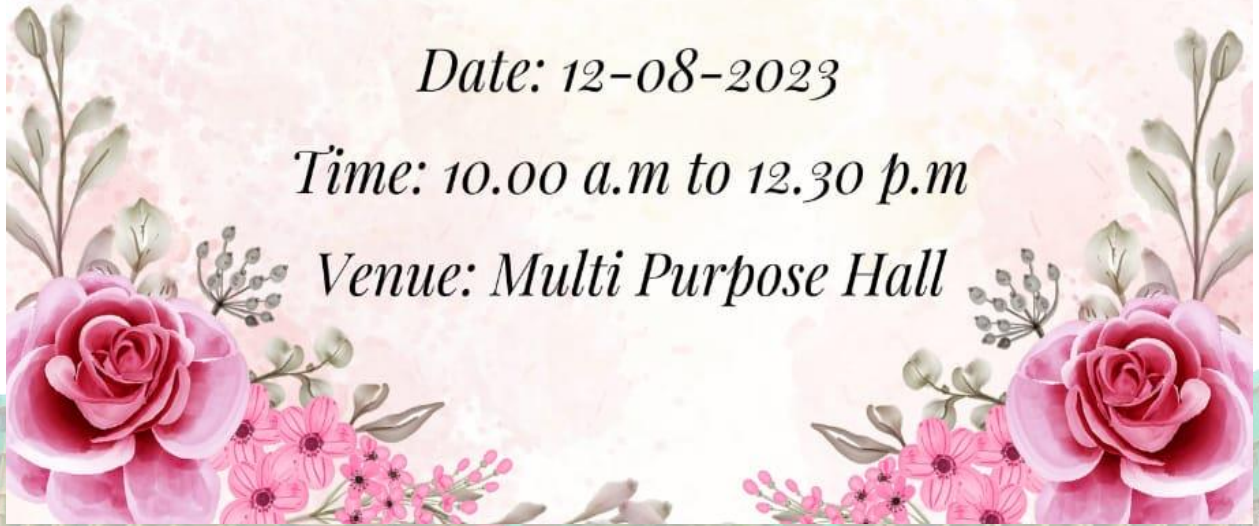 Date: 12-08-2023
Time: 10.00 a.m to 12.30 p.m
Venue: Multi Purpose Hall